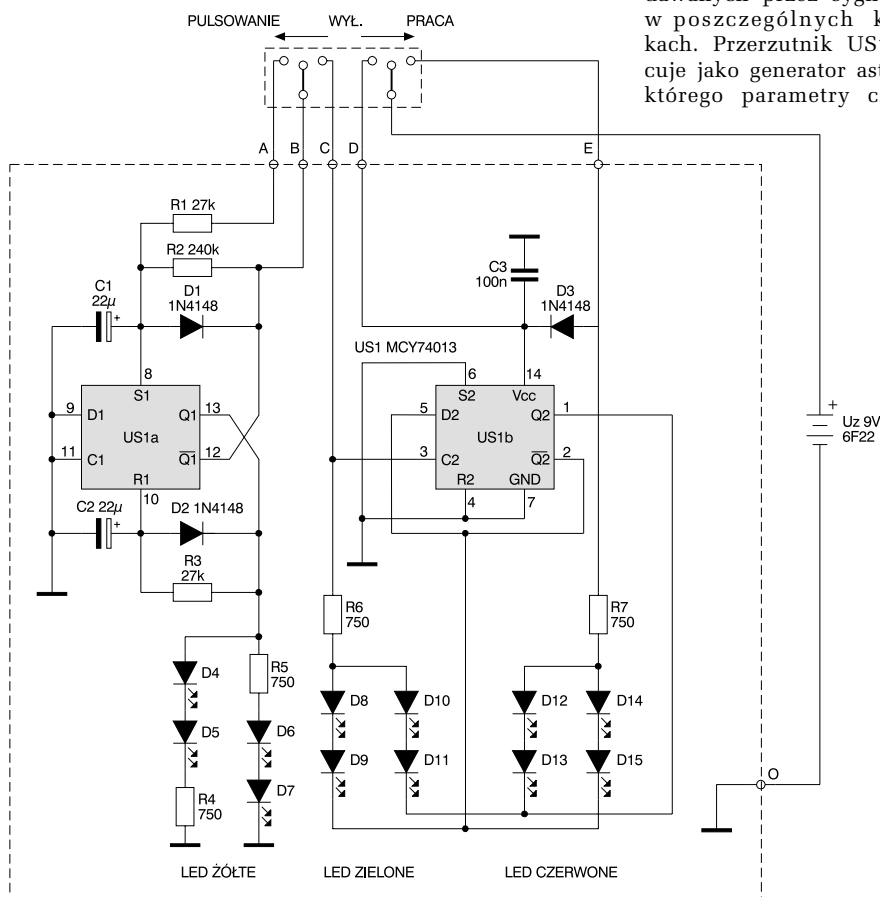 dawanych przez sygn
w poszczególnych k
kach. Przerzutnik US1
cuje jako generator ast
którego parametry c
PULSOWANIE WYŁ. PRACA
A B C D E
R1 27k
R2 240k
C1
22µ
+
D1
1N4148
C3
100n
D3
1N4148
US1 MCY74013
8
S1
9 D1 Q1 13
US1a
11 C1 Q1 12
R1
10
6 14
S2 Vcc
5 D2 Q2 1
US1b
3 C2 Q2 2
R2 GND
4 7
+
Uz 9V
6F22
C2 22µ
+
D2 1N4148
R3
27k
R6
750
R7
750
D4
R5
750
D5 D6
R4
750
D7
D8 D10 D12 D14
D9 D11 D13 D15
O
LED ŻÓŁTE LED ZIELONE LED CZERWONE